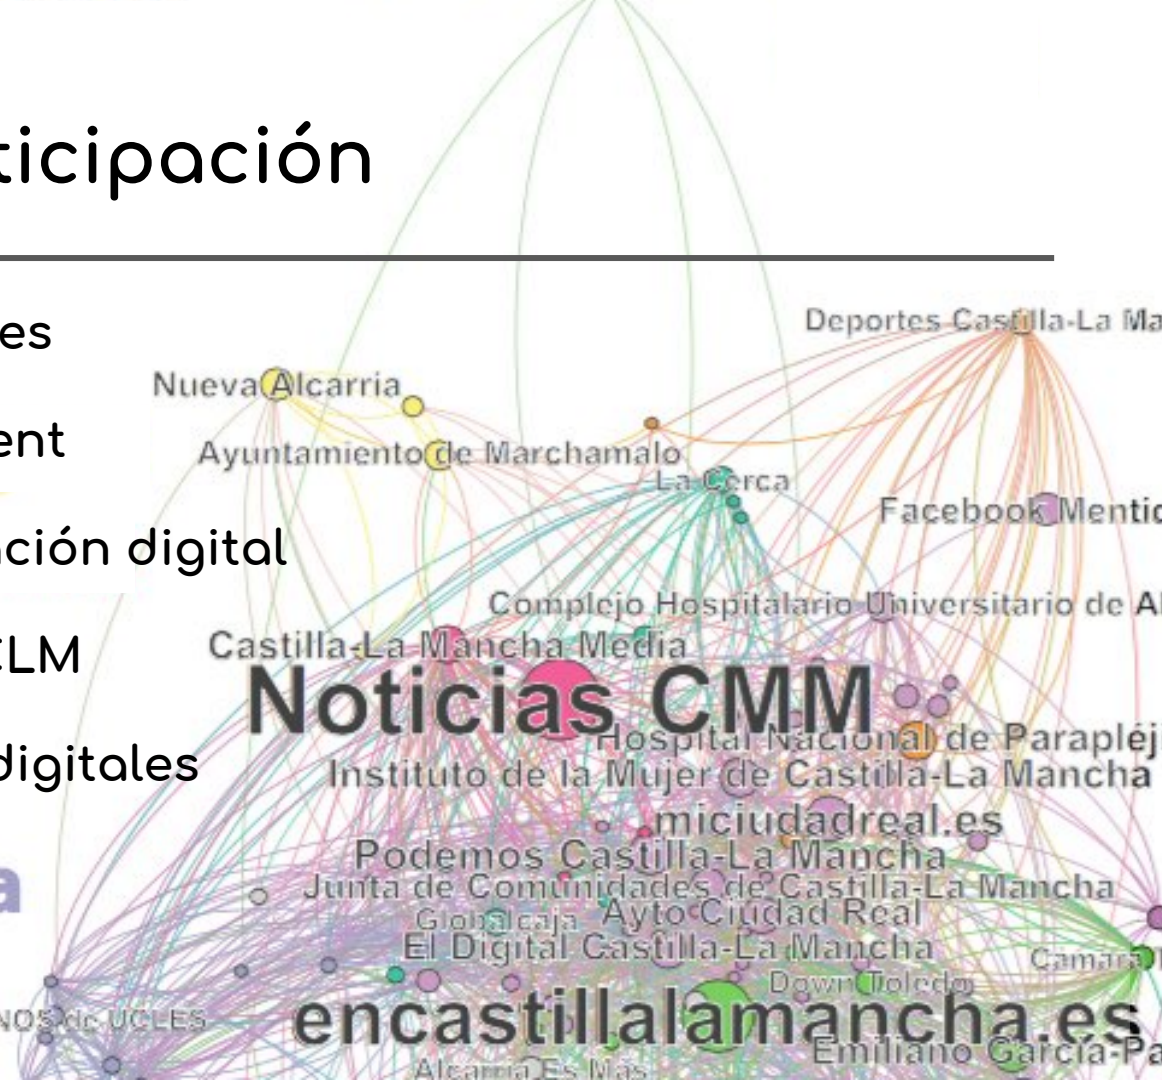 ticipación
es
Deportes Castilla-La Ma
Nueva Alcarria
ent
Ayuntamiento de Marchamalo
La Cerca
Facebook Mentio
ación digital
Complejo Hospitalario Universitario de Al
CLM
Castilla-La Mancha Media
Noticias CMM
Hospital Nacional de Parapléj
digitales
Instituto de la Mujer de Castilla-La Mancha
miciudadreal.es
Podemos Castilla-La Mancha
a
Junta de Comunidades de Castilla-La Mancha
Globalcaja
Ayto Ciudad Real
El Digital Castilla-La Mancha
Camara
Down Toledo
NOS de UCLES
encastillalamancha.es
Emiliano García-Pa
Alcarria Es Más